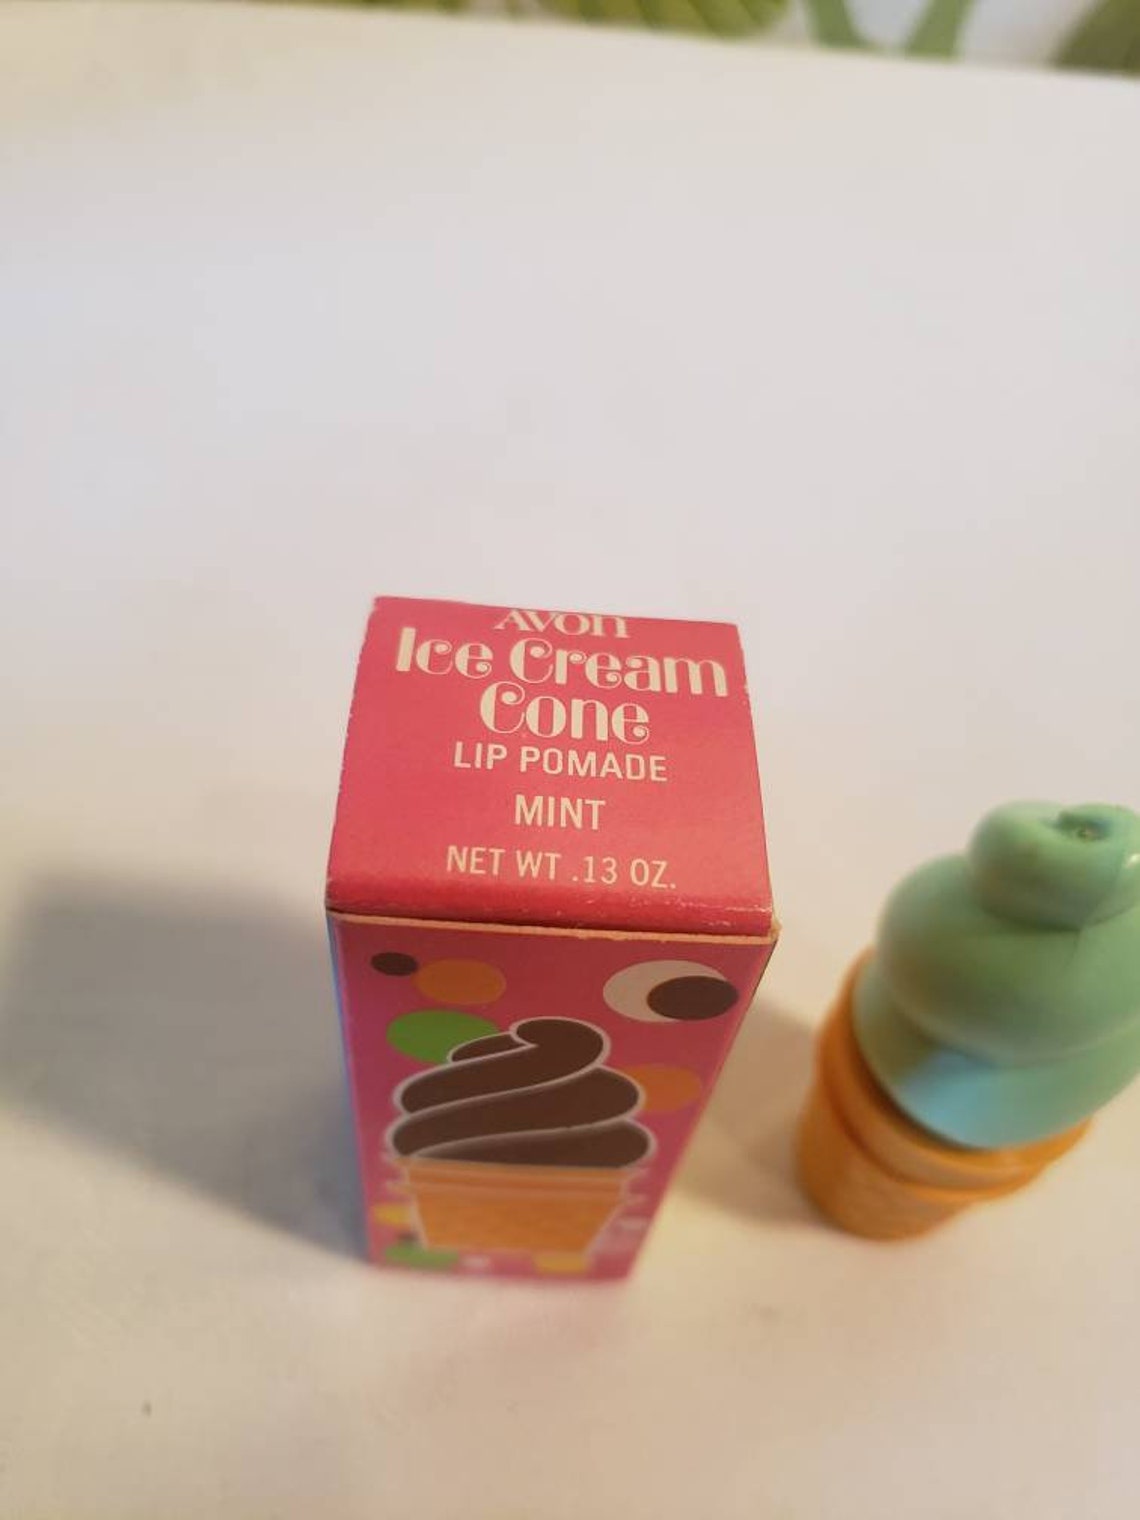 AVON
Ice Cream
Cone
LIP POMADE
MINT
NET WT .13 OZ.